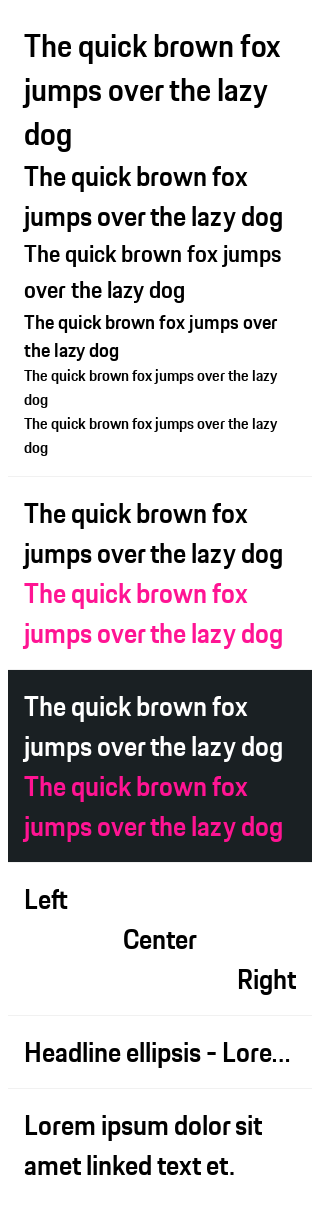 The quick brown fox
jumps over the lazy
dog
The quick brown fox
jumps over the lazy dog
The quick brown fox jumps
over the lazy dog
The quick brown fox jumps over
the lazy dog
The quick brown fox jumps over the lazy
dog
The quick brown fox jumps over the lazy
dog
The quick brown fox
jumps over the lazy dog
The quick brown fox
jumps over the lazy dog
The quick brown fox
jumps over the lazy dog
The quick brown fox
jumps over the lazy dog
Left
Center
Right
Headline ellipsis - Lore...
Lorem ipsum dolor sit
amet linked text et.